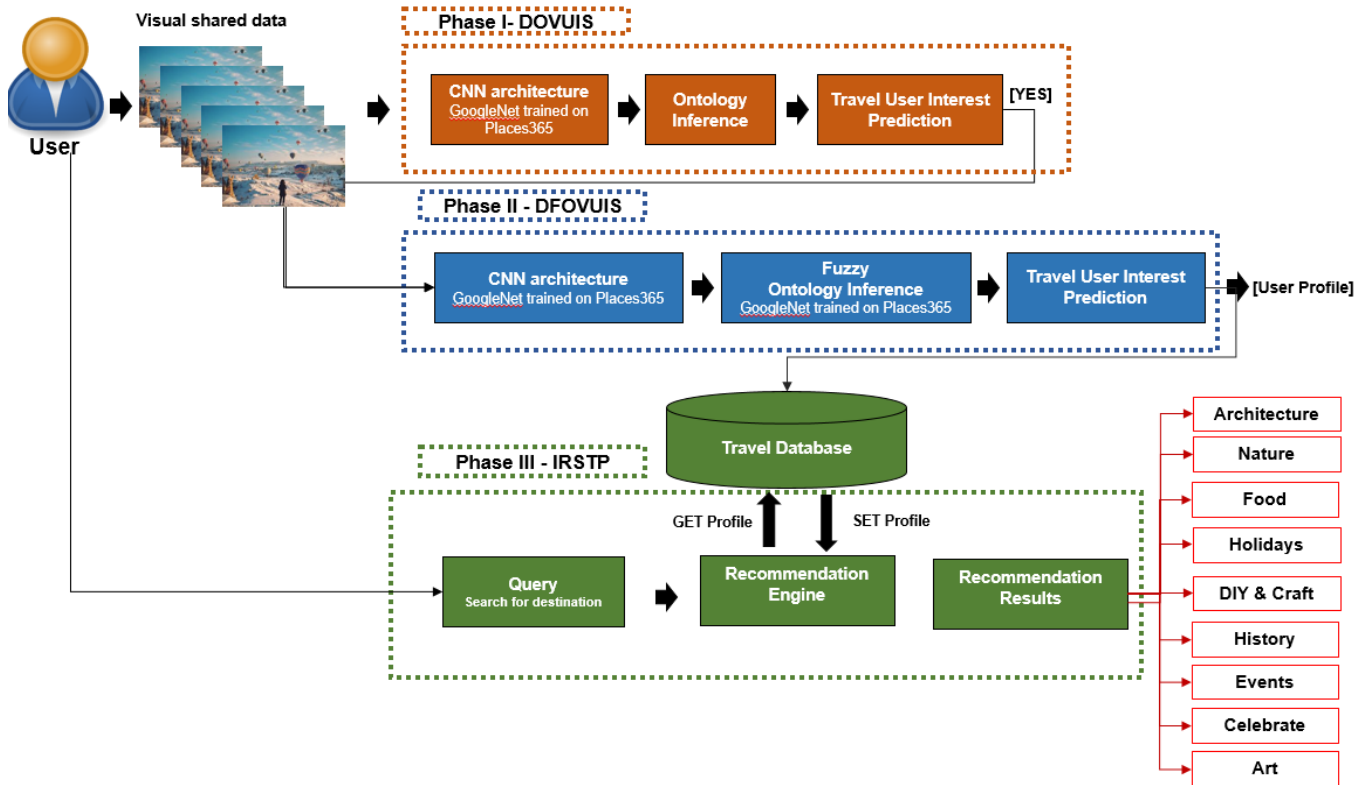 Visual shared data
User
Phase I- DOVUIS
CNN architecture
GoogleNet trained on
Places365
Ontology
Inference
Travel User Interest
Prediction
[YES]
Phase II - DFOVUIS
CNN architecture
GoogleNet trained on Places365
Fuzzy
Ontology Inference
GoogleNet trained on Places365
Travel User Interest
Prediction
[User Profile]
Travel Database
Phase III - IRSTP
GET Profile
SET Profile
Query
Search for destination
Recommendation
Engine
Recommendation
Results
Architecture
Nature
Food
Holidays
DIY & Craft
History
Events
Celebrate
Art